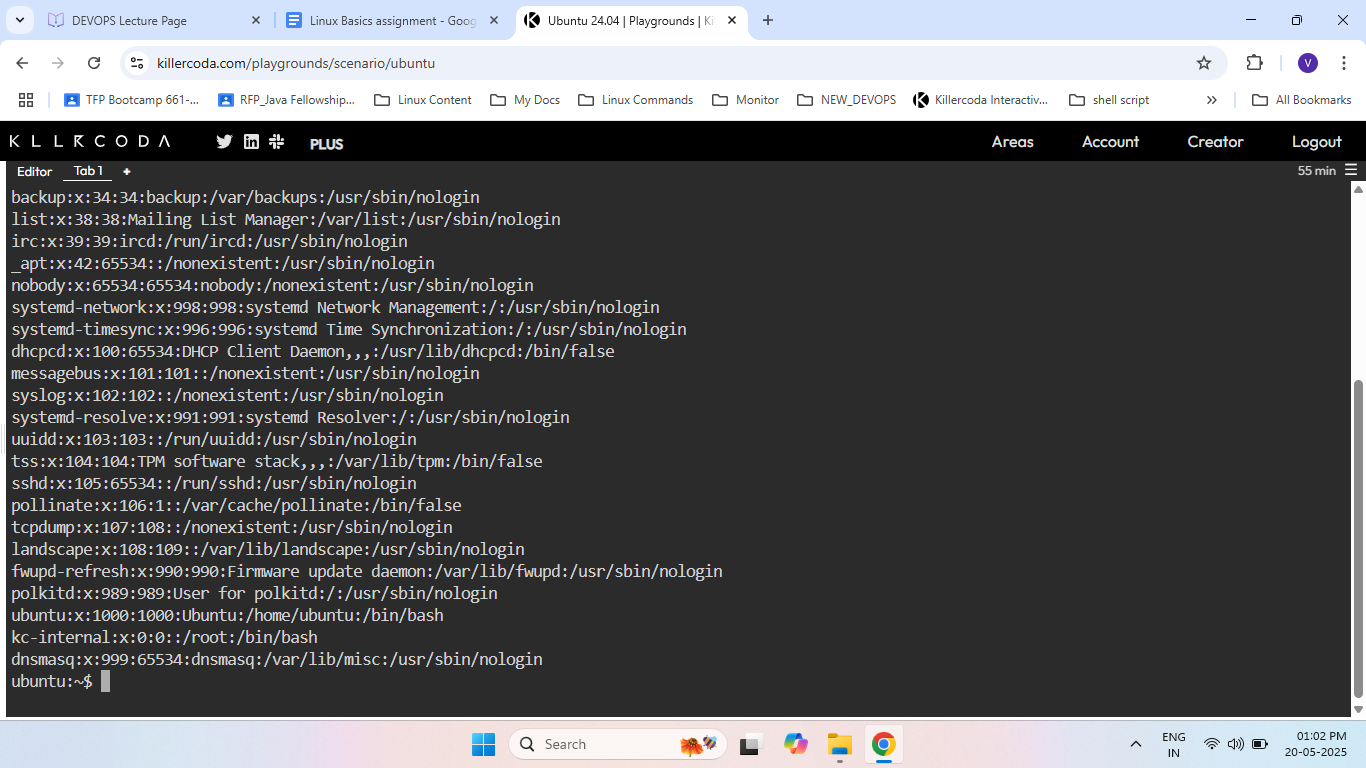 DEVOPS Lecture Page
Linux Basics assignment - Goog
Ubuntu 24.04 | Playgrounds | Ki
killercoda.com/playgrounds/scenario/ubuntu
V
TFP Bootcamp 661-...
RFP_Java Fellowship...
Linux Content
My Docs
Linux Commands
Monitor
NEW_DEVOPS
Killercoda Interactiv...
shell script
»
All Bookmarks
KLLRCODA
PLUS
Areas
Account
Creator
Logout
Editor
Tab 1
+
55 min
backup:x:34:34:backup:/var/backups:/usr/sbin/nologin
list:x:38:38:Mailing List Manager:/var/list:/usr/sbin/nologin
irc:x:39:39:ircd:/run/ircd:/usr/sbin/nologin
_apt:x:42:65534::/nonexistent:/usr/sbin/nologin
nobody:x:65534:65534:nobody:/nonexistent:/usr/sbin/nologin
systemd-network:x:998:998:systemd Network Management:/:/usr/sbin/nologin
systemd-timesync:x:996:996:systemd Time Synchronization:/:/usr/sbin/nologin
dhcpcd:x:100:65534:DHCP Client Daemon,,,:/usr/lib/dhcpcd:/bin/false
messagebus:x:101:101::/nonexistent:/usr/sbin/nologin
syslog:x:102:102::/nonexistent:/usr/sbin/nologin
systemd-resolve:x:991:991:systemd Resolver:/:/usr/sbin/nologin
uuidd:x:103:103::/run/uuidd:/usr/sbin/nologin
tss:x:104:104:TPM software stack,,,:/var/lib/tpm:/bin/false
sshd:x:105:65534::/run/sshd:/usr/sbin/nologin
pollinate:x:106:1::/var/cache/pollinate:/bin/false
tcpdump:x:107:108::/nonexistent:/usr/sbin/nologin
landscape:x:108:109::/var/lib/landscape:/usr/sbin/nologin
fwupd-refresh:x:990:990:Firmware update daemon:/var/lib/fwupd:/usr/sbin/nologin
polkitd:x:989:989:User for polkitd:/:/usr/sbin/nologin
ubuntu:x:1000:1000:Ubuntu:/home/ubuntu:/bin/bash
kc-internal:x:0:0::/root:/bin/bash
dnsmasq:x:999:65534:dnsmasq:/var/lib/misc:/usr/sbin/nologin
ubuntu:~$
Search
ENG
IN
01:02 PM
20-05-2025